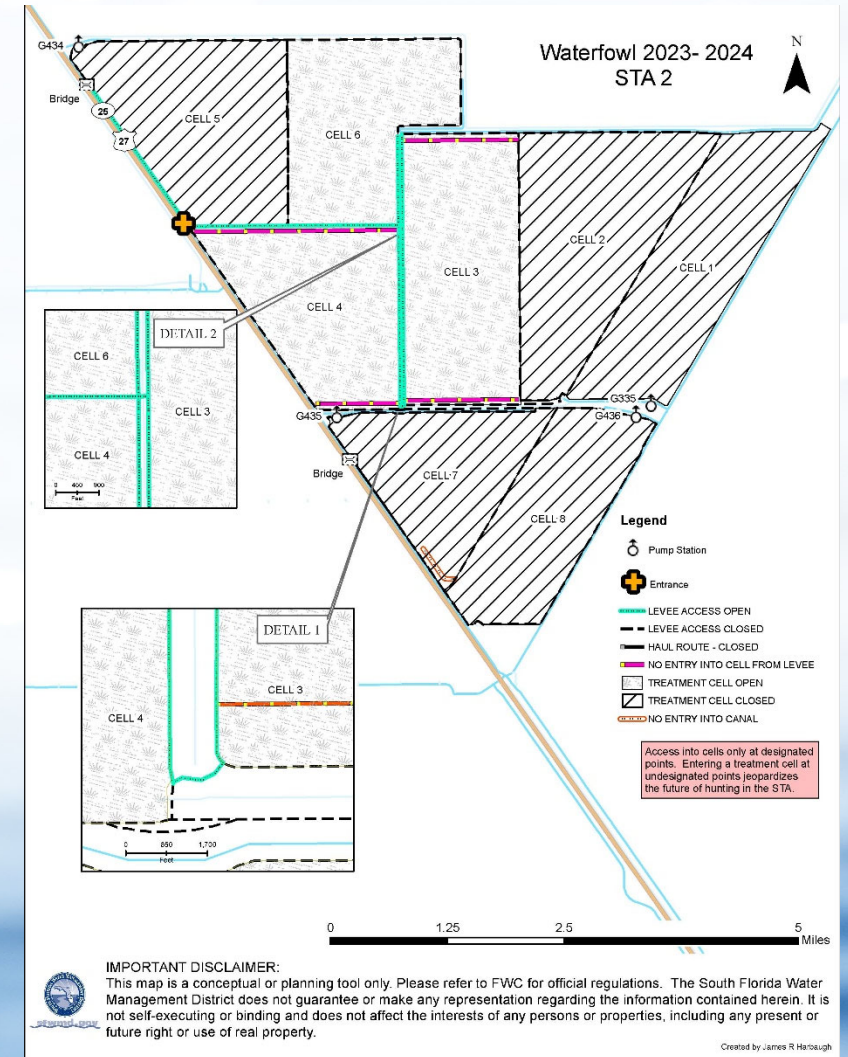 Waterfowl 2023- 2024
STA 2
N
G434
Bridge
25
27
CELL 5
CELL 6
CELL 2
CELL 1
CELL 3
CELL 4
DETAIL 2
CELL 6
CELL 3
CELL 4
0 450 900
Feet
G335
G435
G436
Bridge
CELL 7
CELL 8
Legend
Pump Station
Entrance
LEVEE ACCESS OPEN
LEVEE ACCESS CLOSED
HAUL ROUTE - CLOSED
NO ENTRY INTO CELL FROM LEVEE
TREATMENT CELL OPEN
TREATMENT CELL CLOSED
NO ENTRY INTO CANAL
DETAIL 1
CELL 3
CELL 4
0 850 1,700
Feet
Access into cells only at designated
points. Entering a treatment cell at
undesignated points jeopardizes
the future of hunting in the STA.
0 1.25 2.5 5
Miles
IMPORTANT DISCLAIMER:
This map is a conceptual or planning tool only. Please refer to FWC for official regulations. The South Florida Water
Management District does not guarantee or make any representation regarding the information contained herein. It is
not self-executing or binding and does not affect the interests of any persons or properties, including any present or
future right or use of real property.
sfwmd.gov
Created by James R Harbaugh